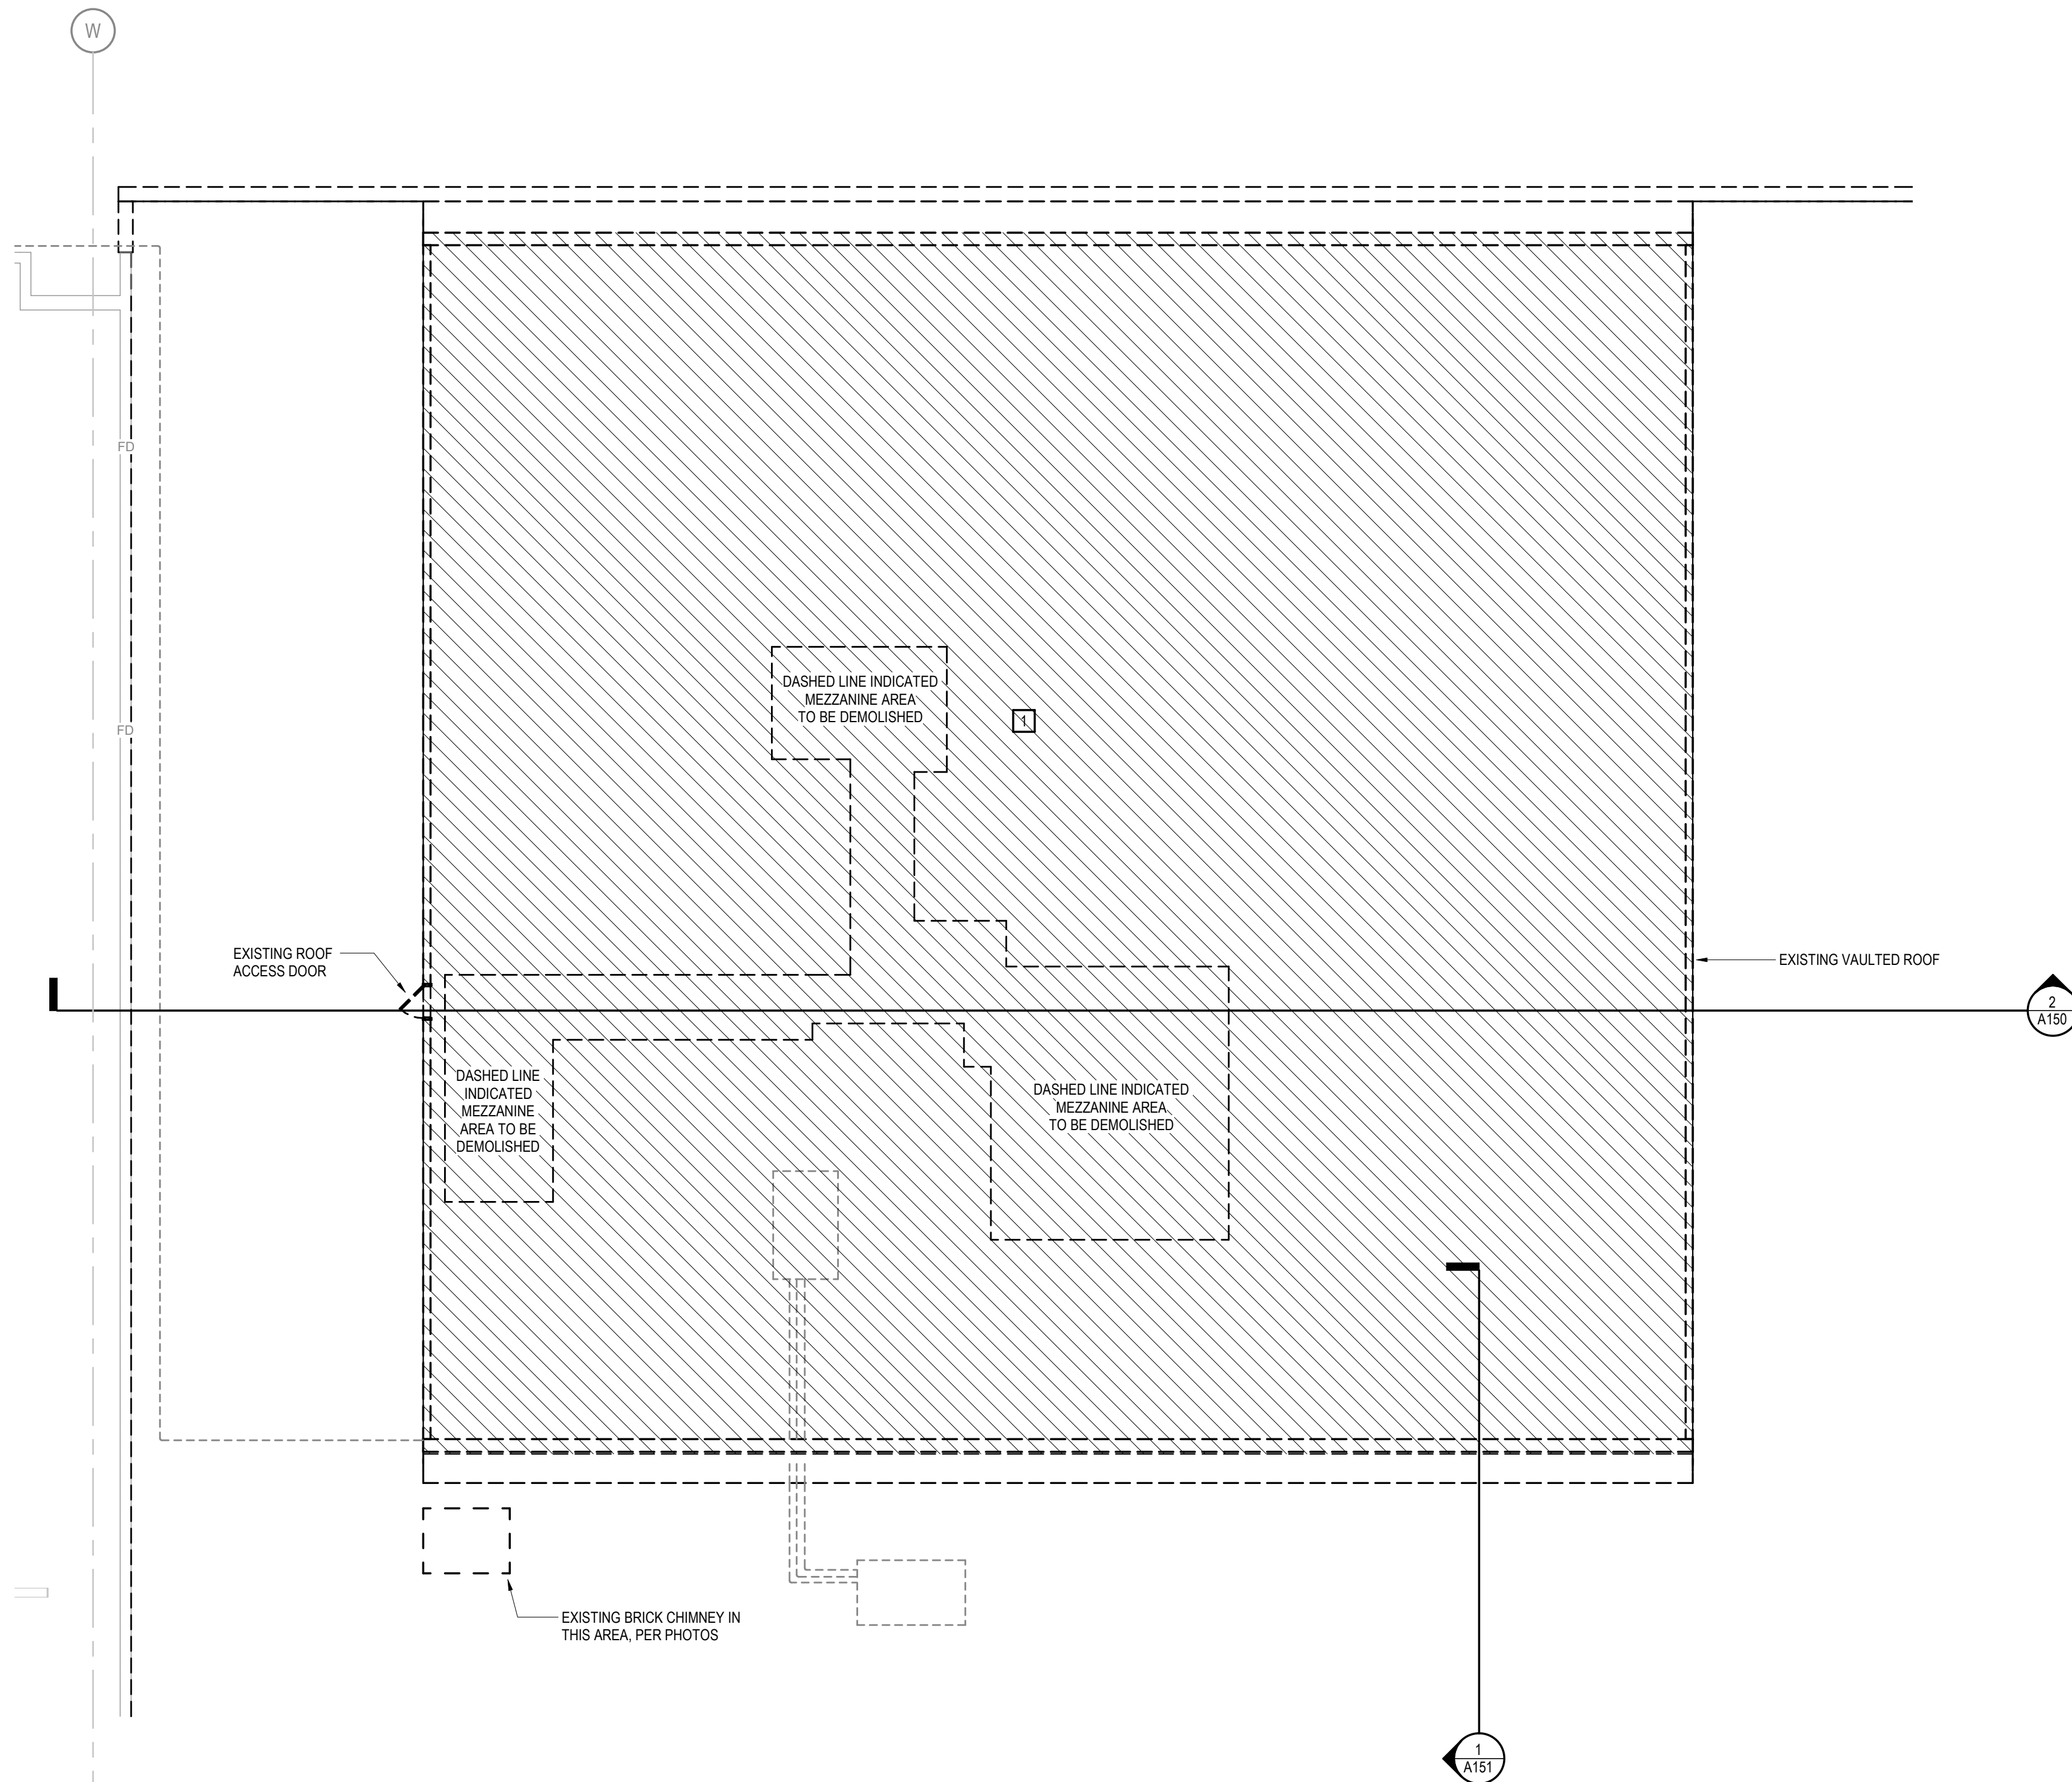 W
FD
DASHED LINE INDICATED
MEZZANINE AREA
TO BE DEMOLISHED
1
FD
EXISTING ROOF
ACCESS DOOR
EXISTING VAULTED ROOF
2
A150
DASHED LINE
INDICATED
MEZZANINE
AREA TO BE
DEMOLISHED
DASHED LINE INDICATED
MEZZANINE AREA
TO BE DEMOLISHED
EXISTING BRICK CHIMNEY IN
THIS AREA, PER PHOTOS
1
A151